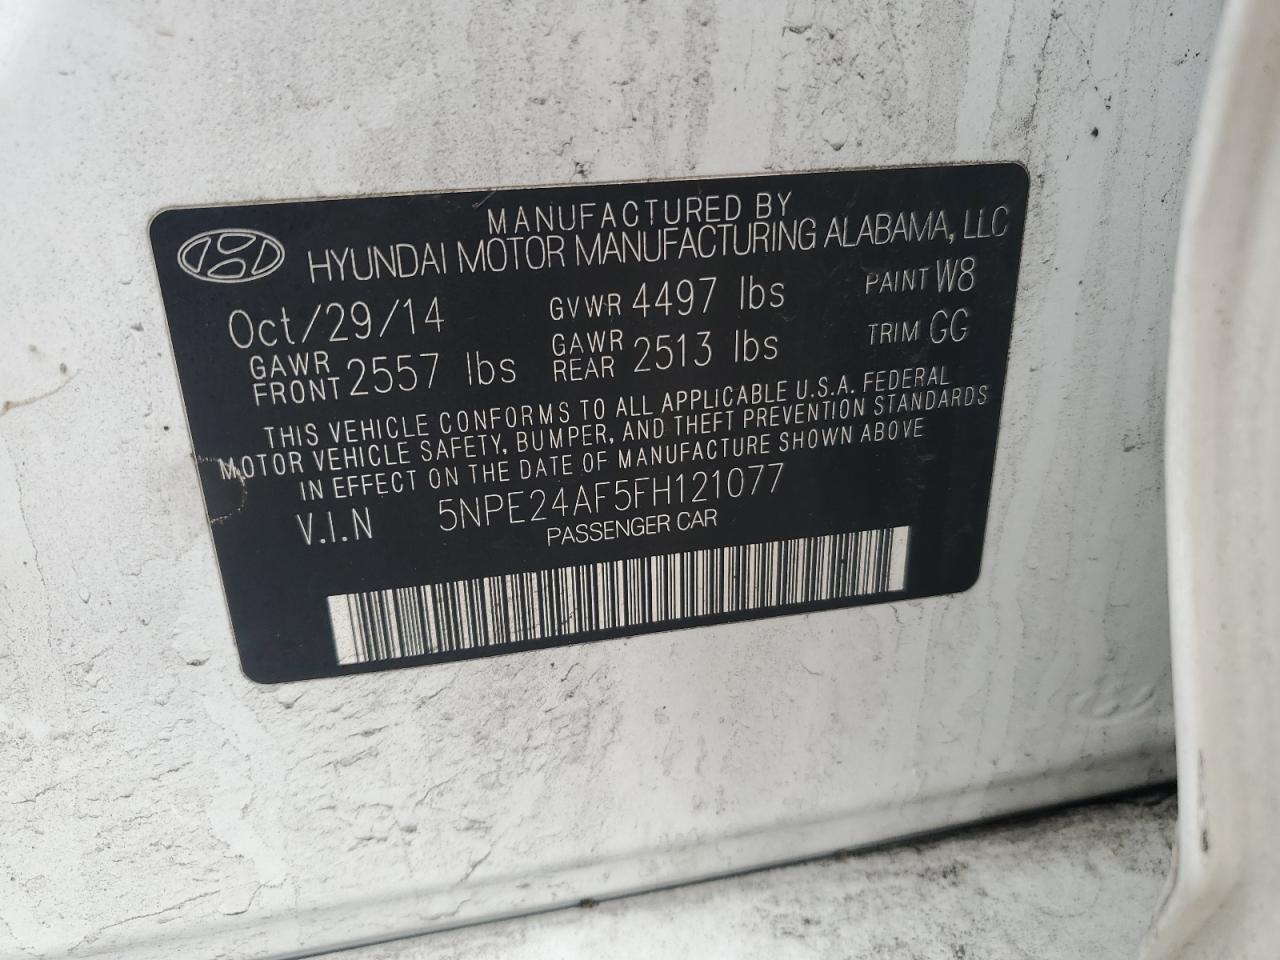 MANUFACTURED BY
HYUNDAI MOTOR MANUFACTURING ALABAMA, LLC
Oct/29/14 GVWR 4497 lbs PAINT W8
GAWR FRONT 2557 lbs GAWR REAR 2513 lbs TRIM GG
THIS VEHICLE CONFORMS TO ALL APPLICABLE U.S.A. FEDERAL
MOTOR VEHICLE SAFETY, BUMPER, AND THEFT PREVENTION STANDARDS
IN EFFECT ON THE DATE OF MANUFACTURE SHOWN ABOVE
V.I.N 5NPE24AF5FH121077
PASSENGER CAR